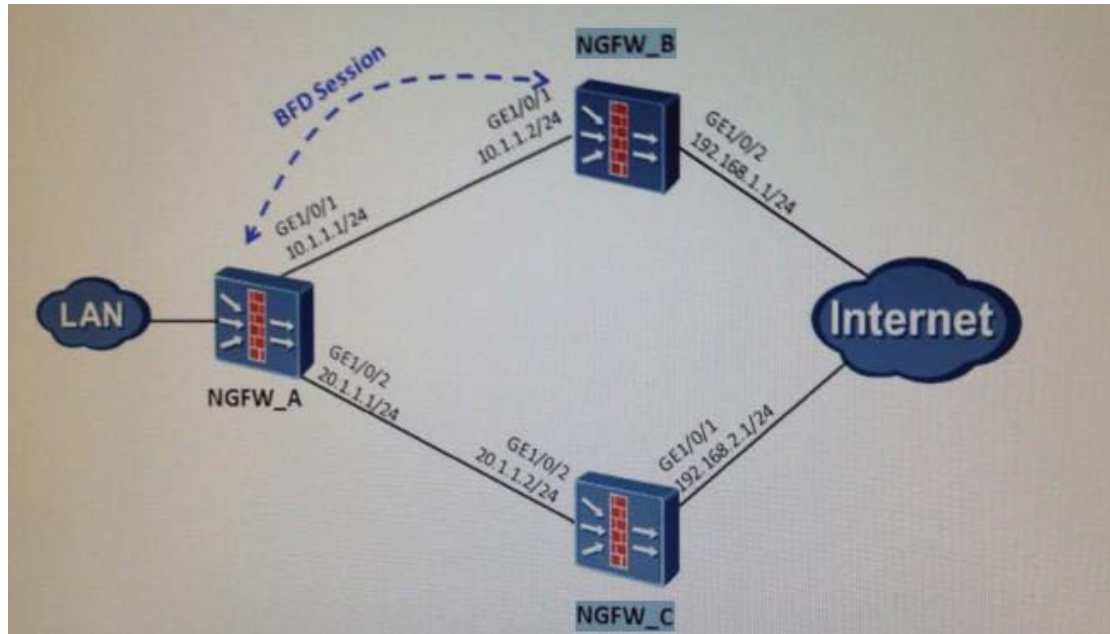 NGFW_B
BFD Session
GE1/0/1
10.1.1.2/24
GE1/0/2
192.168.1.1/24
GE1/0/1
10.1.1.1/24
LAN
Internet
NGFW_A
GE1/0/2
20.1.1.1/24
GE1/0/2
20.1.1.2/24
GE1/0/1
192.168.2.1/24
NGFW_C